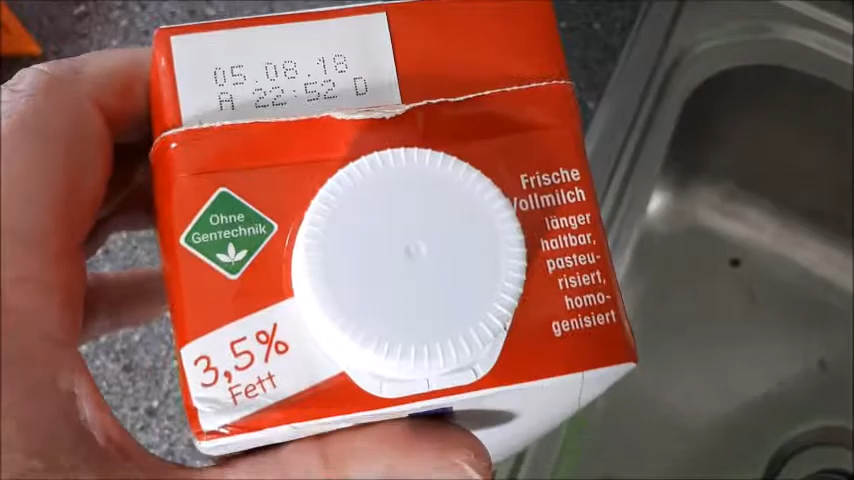 05.08.18
A 22:52 D
Ohne
GenTechnik
Frische
Vollmilch
länger
haltbar,
pasteu-
risiert,
homo-
genisiert
3,5%
Fett